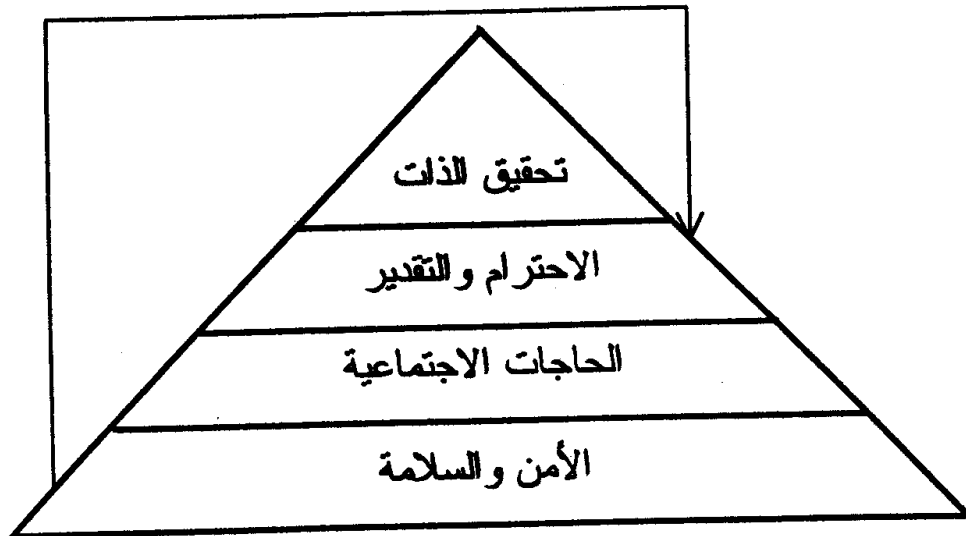 تحقيق الذات
الاحترام والتقدير
الحاجات الاجتماعية
الأمن والسلامة